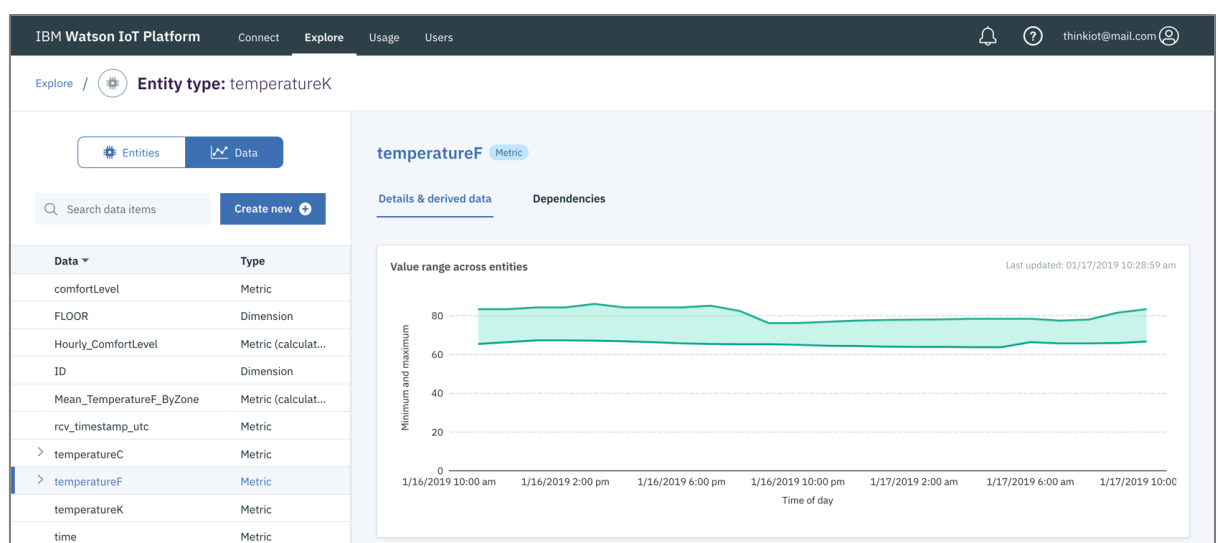 IBM Watson IoT Platform Connect Explore Usage Users thinkiot@mail.com
Explore / Entity type: temperatureK
Entities Data
Search data items Create new
Data Type
comfortLevel Metric
FLOOR Dimension
Hourly_ComfortLevel Metric (calculat...
ID Dimension
Mean_TemperatureF_ByZone Metric (calculat...
rcv_timestamp_utc Metric
temperatureC Metric
temperatureF Metric
temperatureK Metric
time Metric
temperatureF Metric
Details & derived data Dependencies
Value range across entities Last updated: 01/17/2019 10:28:59 am
Minimum and maximum
80
60
40
20
0
1/16/2019 10:00 am 1/16/2019 2:00 pm 1/16/2019 6:00 pm 1/16/2019 10:00 pm 1/17/2019 2:00 am 1/17/2019 6:00 am 1/17/2019 10:00
Time of day